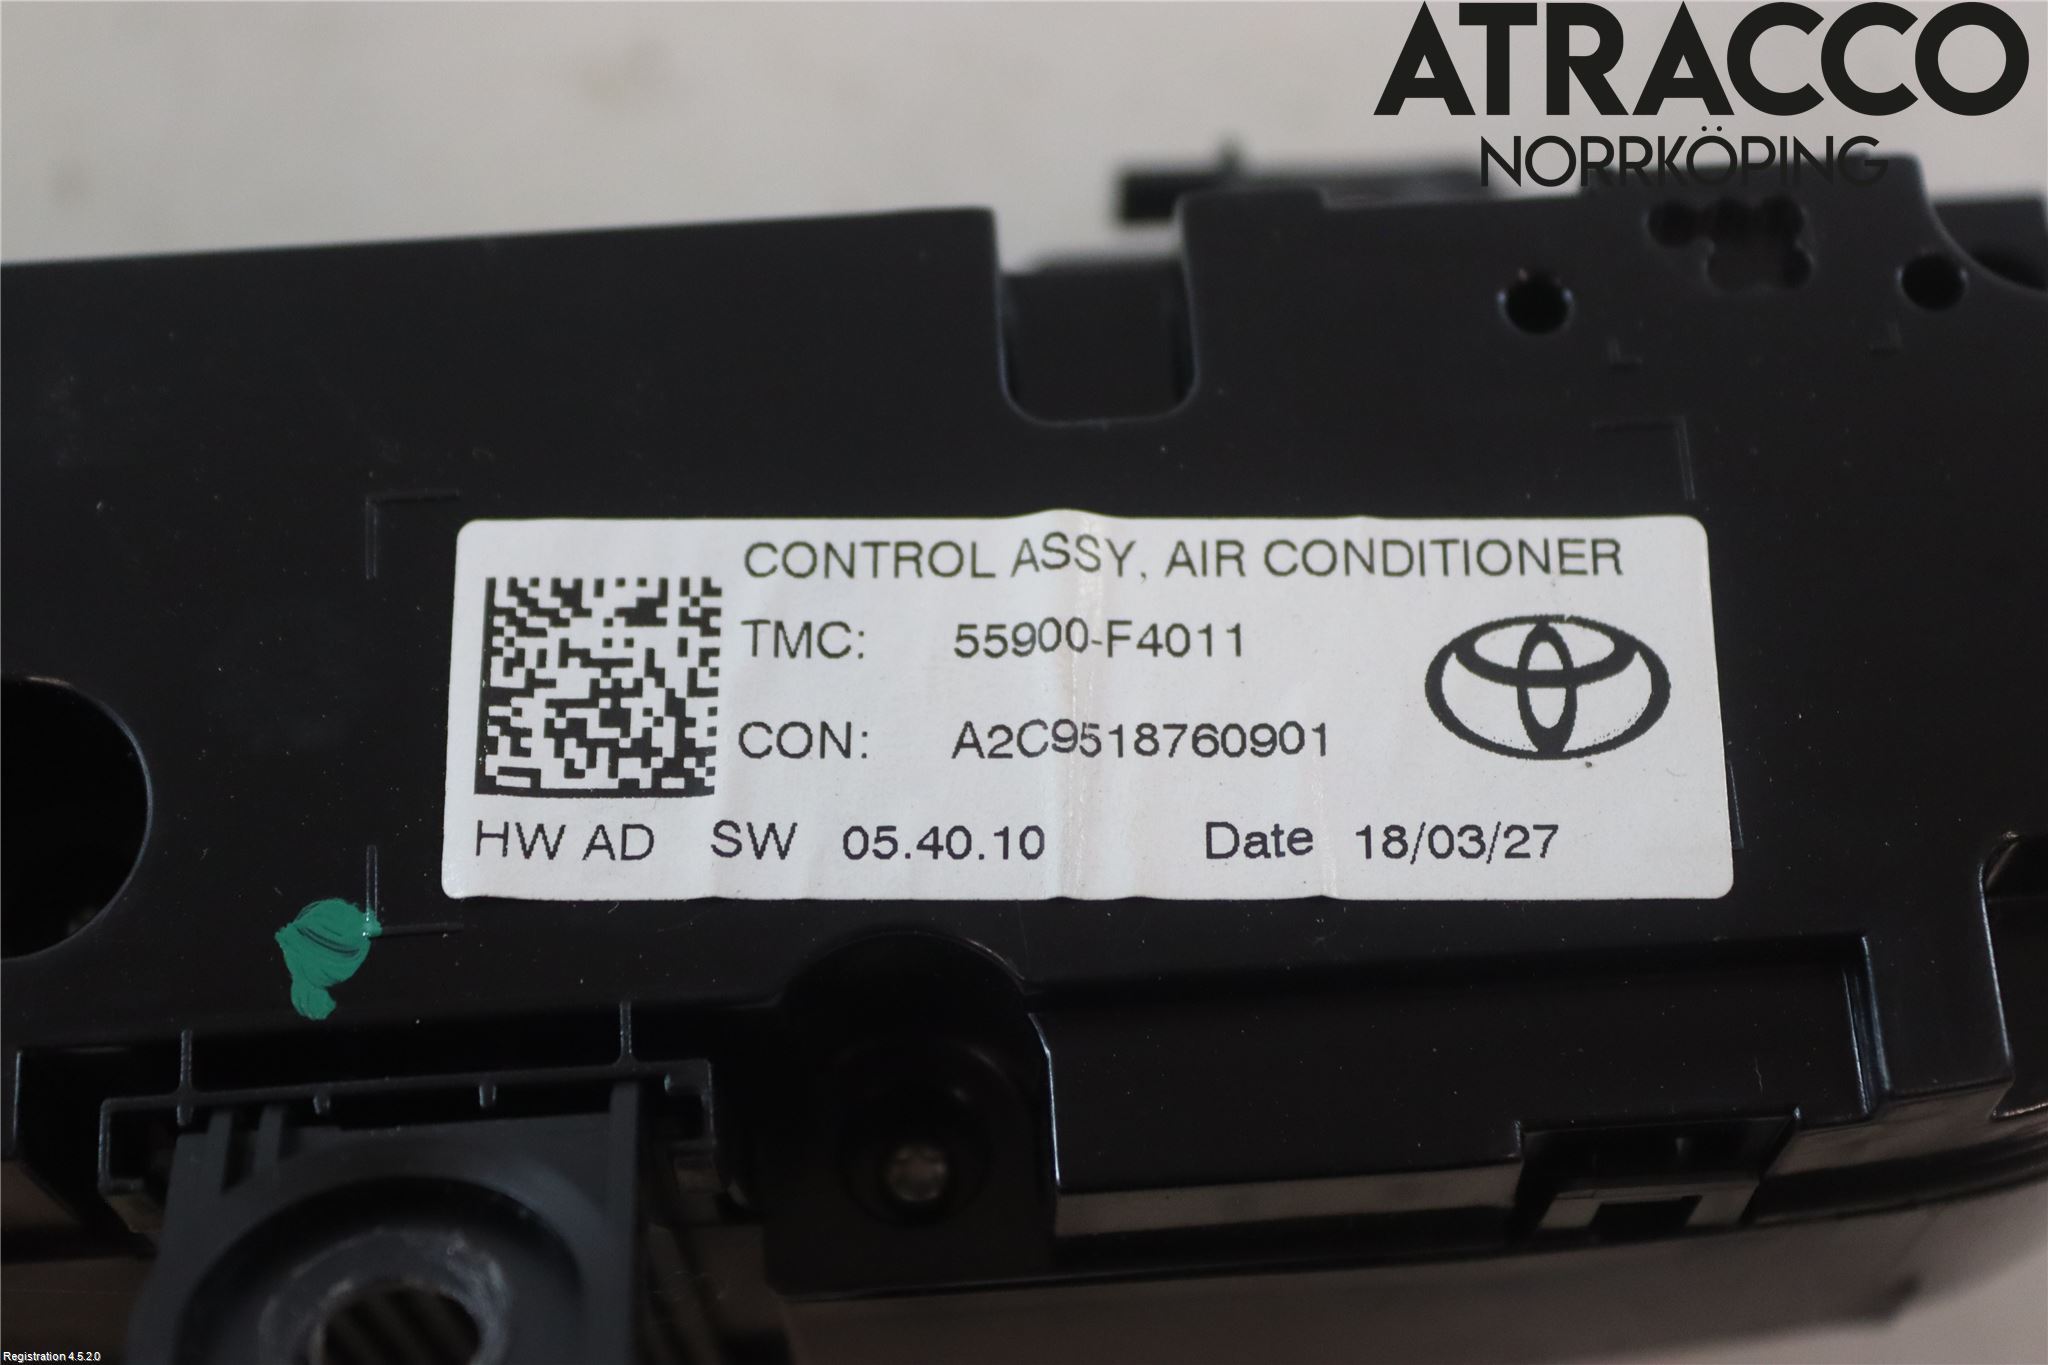 ATRACCO
NORRKÖPING
CONTROL ASSY, AIR CONDITIONER
TMC: 55900-F4011
CON: A2C9518760901
HW AD SW 05.40.10 Date 18/03/27
Registration 4.5.2.0